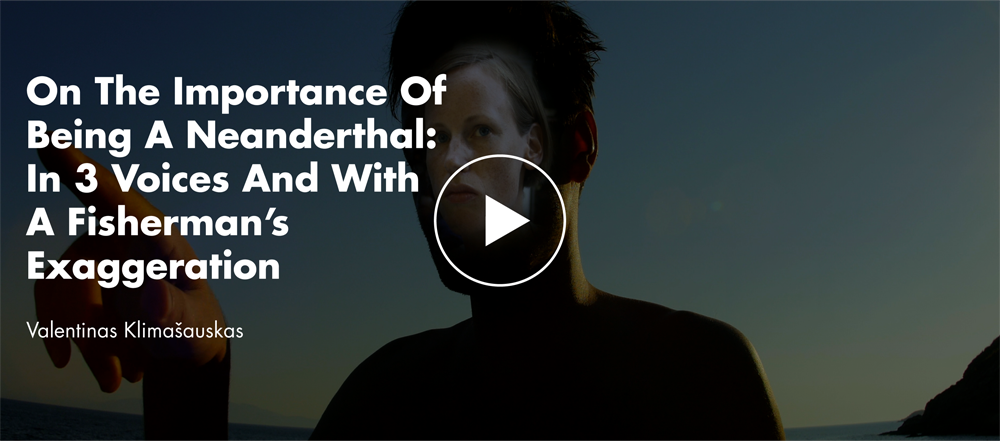 On The Importance Of
Being A Neanderthal:
In 3 Voices And With
A Fisherman’s
Exaggeration
Valentinas Klimašauskas